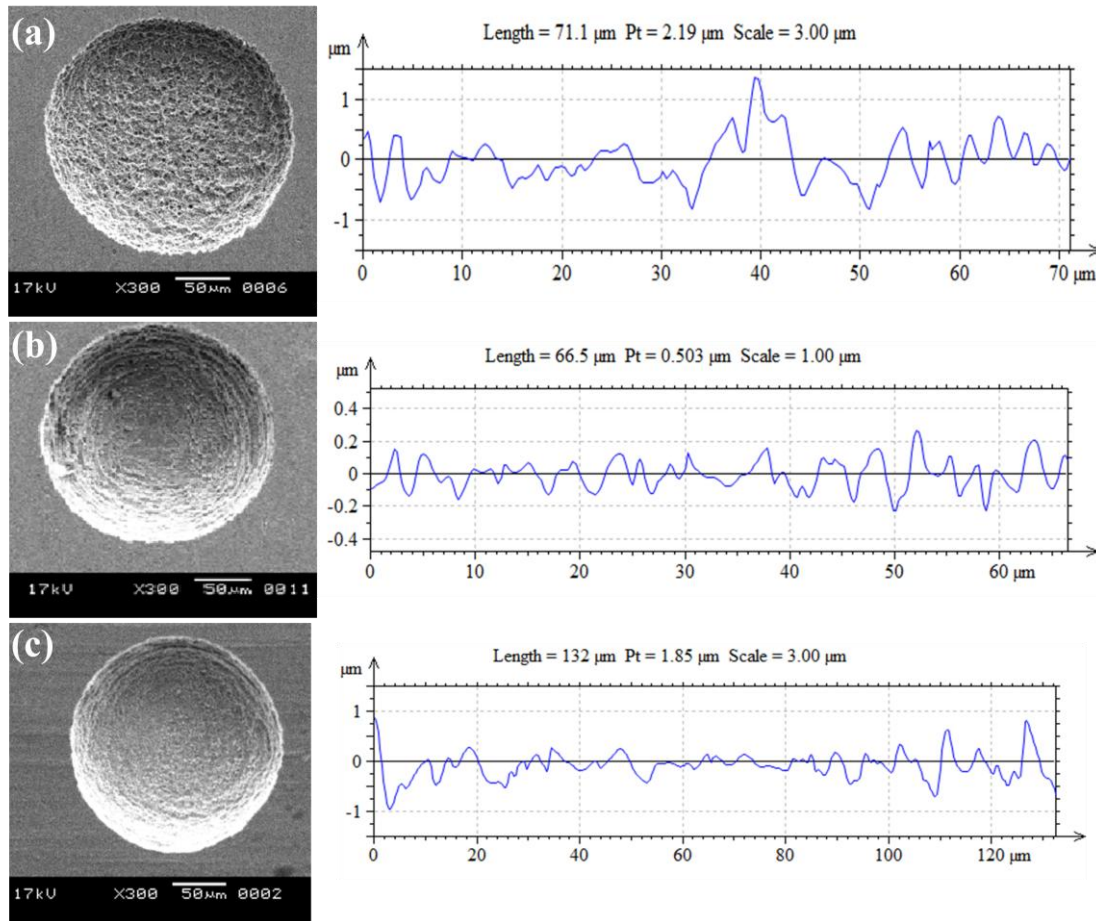 (a)
17kV X300 50μm 0006
Length = 71.1 μm Pt = 2.19 μm Scale = 3.00 μm
μm
1
0
-1
0 10 20 30 40 50 60 70 μm
(b)
17kV X300 50μm 0011
Length = 66.5 μm Pt = 0.503 μm Scale = 1.00 μm
μm
0.4
0.2
0
-0.2
-0.4
0 10 20 30 40 50 60 μm
(c)
17kV X300 50μm 0002
Length = 132 μm Pt = 1.85 μm Scale = 3.00 μm
μm
1
0
-1
0 20 40 60 80 100 120 μm